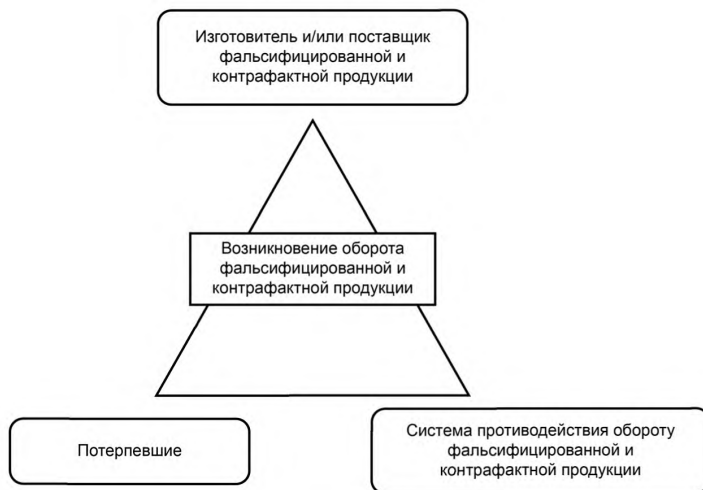 Изготовитель и/или поставщик
фальсифицированной и
контрафактной продукции
Возникновение оборота
фальсифицированной и
контрафактной продукции
Потерпевшие
Система противодействия обороту
фальсифицированной и
контрафактной продукции